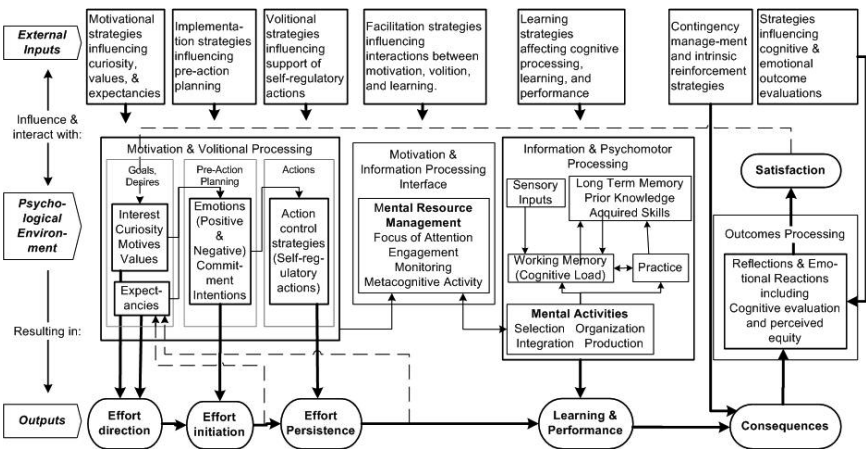 External
Inputs
Motivational
strategies
influencing
curiosity,
values, &
expectancies
Implemen-
tation strategies
influencing
pre-action
planning
Volitional
strategies
influencing
support of
self-regulatory
actions
Facilitation strategies
influencing
interactions between
motivation, volition,
and learning.
Learning
strategies
affecting cognitive
processing,
learning, and
performance
Contingency
manage-ment
and intrinsic
reinforcement
strategies
Strategies
influencing
cognitive &
emotional
outcome
evaluations
Influence &
interact with:
Psycho-
logical
Environ-
ment
Resulting in:
Outputs
Motivation & Volitional Processing
Goals,
Desires
Interest
Curiosity
Motives
Values
Expect-
ancies
Pre-Action
Planning
Emotions
(Positive
&
Negative)
Commit-
ment
Intentions
Actions
Action
control
strategies
(Self-reg-
ulatory
actions)
Motivation &
Information Processing
Interface
Mental Resource
Management
Focus of Attention
Engagement
Monitoring
Metacognitive Activity
Information & Psychomotor
Processing
Sensory
Inputs
Long Term Memory
Prior Knowledge
Acquired Skills
Working Memory
(Cognitive Load)
Practice
Mental Activities
Selection Organization
Integration Production
Satisfaction
Outcomes Processing
Reflections & Emo-
tional Reactions
including
Cognitive evaluation
and perceived
equity
Effort
direction
Effort
initiation
Effort
Persistence
Learning &
Performance
Consequences